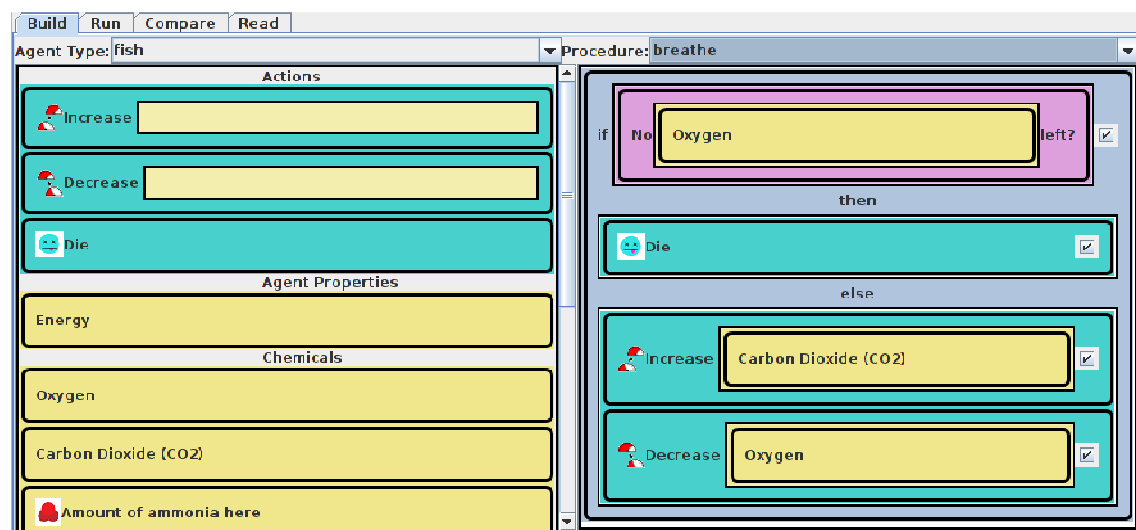 Build Run Compare Read
Agent Type: fish Procedure: breathe
Actions
Increase
Decrease
Die
Agent Properties
Energy
Chemicals
Oxygen
Carbon Dioxide (CO2)
Amount of ammonia here
if No Oxygen left?
then
Die
else
Increase Carbon Dioxide (CO2)
Decrease Oxygen